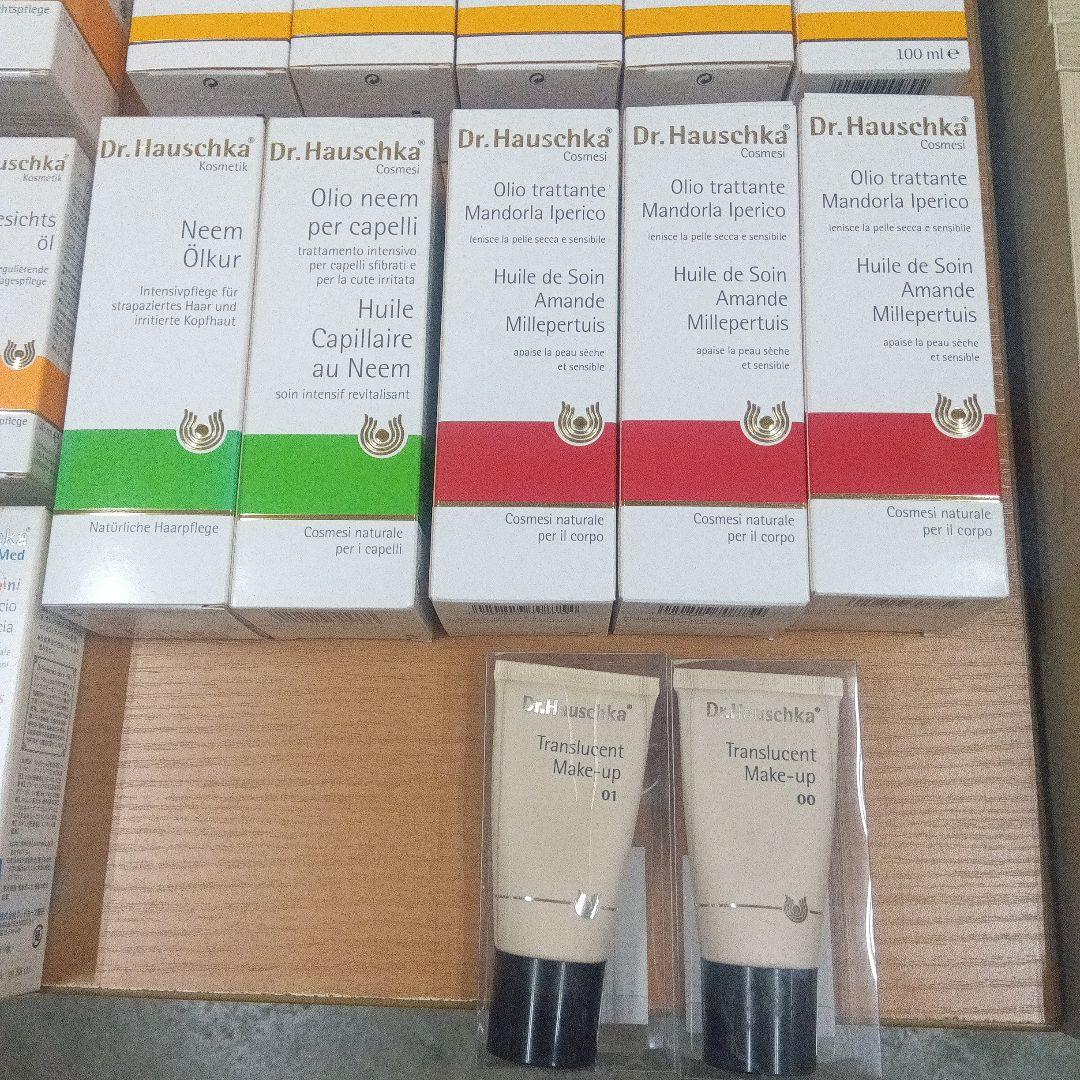 100 ml e
Dr.Hauschka®
Kosmetik
Neem
Ölkur
Intensivpflege für
strapaziertes Haar und
irritierte Kopfhaut
Natürliche Haarpflege
Dr.Hauschka®
Cosmesi
Olio neem
per capelli
trattamento intensivo
per capelli sfibrati e
per la cute irritata
Huile
Capillaire
au Neem
soin intensif revitalisant
Cosmesi naturale
per i capelli
Dr.Hauschka®
Cosmesi
Olio trattante
Mandorla Iperico
lenisce la pelle secca e sensibile
Huile de Soin
Amande
Millepertuis
apaise la peau sèche
et sensible
Cosmesi naturale
per il corpo
Dr.Hauschka®
Cosmesi
Olio trattante
Mandorla Iperico
lenisce la pelle secca e sensibile
Huile de Soin
Amande
Millepertuis
apaise la peau sèche
et sensible
Cosmesi naturale
per il corpo
Dr.Hauschka®
Cosmesi
Olio trattante
Mandorla Iperico
lenisce la pelle secca e sensibile
Huile de Soin
Amande
Millepertuis
apaise la peau sèche
et sensible
Cosmesi naturale
per il corpo
Kosmetik
öl
Med
Dr.Hauschka®
Translucent
Make-up
01
Dr.Hauschka®
Translucent
Make-up
00